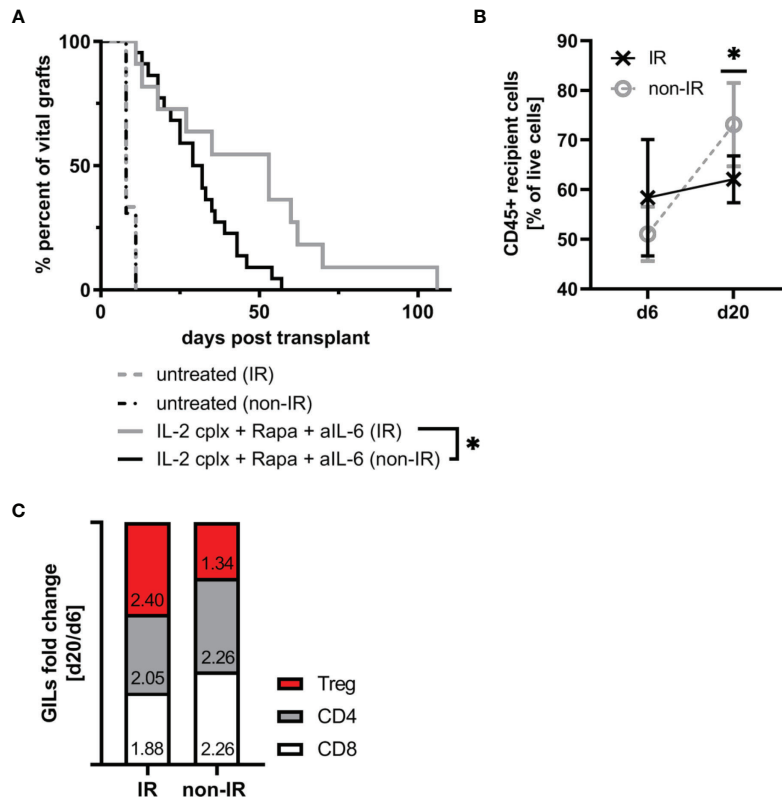 A
% percent of vital grafts
100
50
0
0
50
100
days post transplant
untreated (IR)
untreated (non-IR)
IL-2 cplx + Rapa + aIL-6 (IR)
IL-2 cplx + Rapa + aIL-6 (non-IR)
*
B
CD45+ recipient cells
[% of live cells]
90
80
70
60
50
40
IR
non-IR
*
d6
d20
C
GILs fold change
[d20/d6]
2.40
2.05
1.88
1.34
2.26
2.26
IR
non-IR
Treg
CD4
CD8